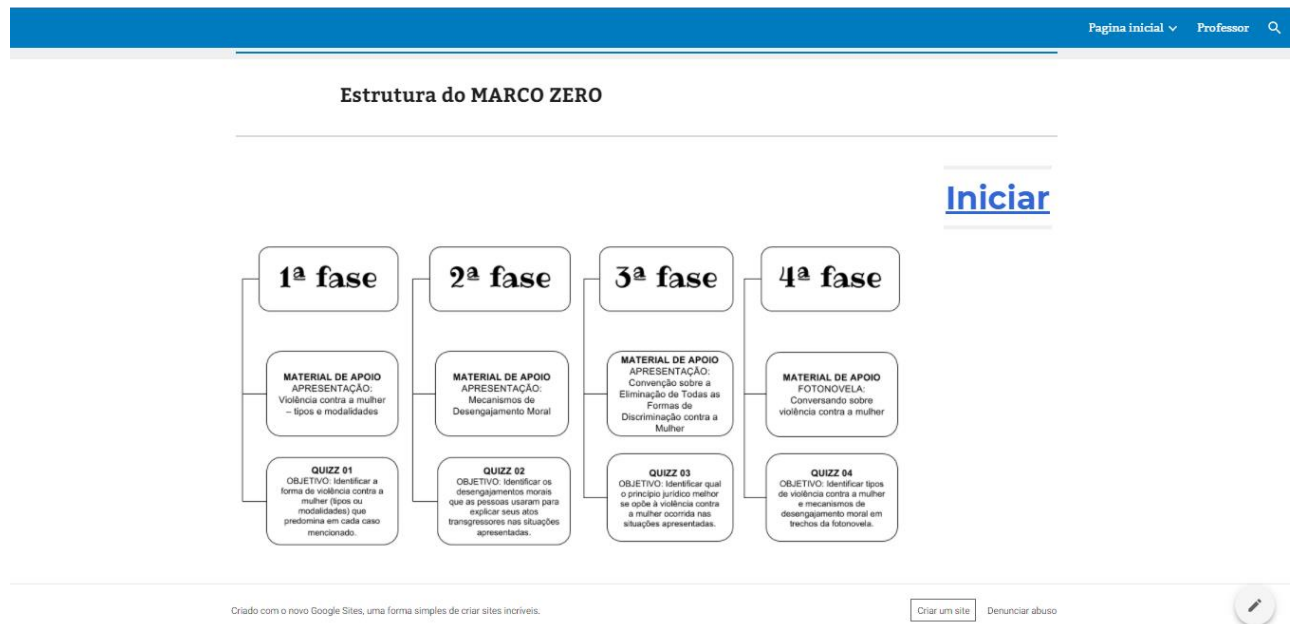 Pagina inicial
Professor
Estrutura do MARCO ZERO
Iniciar
1ª fase
2ª fase
3ª fase
4ª fase
MATERIAL DE APOIO
APRESENTAÇÃO:
Violência contra a mulher
– tipos e modalidades
MATERIAL DE APOIO
APRESENTAÇÃO:
Mecanismos de
Desengajamento Moral
MATERIAL DE APOIO
APRESENTAÇÃO:
Convenção sobre a
Eliminação de Todas as
Formas de
Discriminação contra a
Mulher
MATERIAL DE APOIO
FOTONOVELA:
Conversando sobre
violência contra a mulher
QUIZZ 01
OBJETIVO: Identificar a
forma de violência contra a
mulher (tipos ou
modalidades) que
predomina em cada caso
mencionado.
QUIZZ 02
OBJETIVO: Identificar os
desengajamentos morais
que as pessoas usaram para
explicar seus atos
transgressores nas situações
apresentadas.
QUIZZ 03
OBJETIVO: Identificar qual
o princípio jurídico melhor
se opõe à violência contra
a mulher ocorrida nas
situações apresentadas.
QUIZZ 04
OBJETIVO: Identificar tipos
de violência contra a mulher
e mecanismos de
desengajamento moral em
trechos da fotonovela.
Criado com o novo Google Sites, uma forma simples de criar sites incríveis.
Criar um site
Denunciar abuso